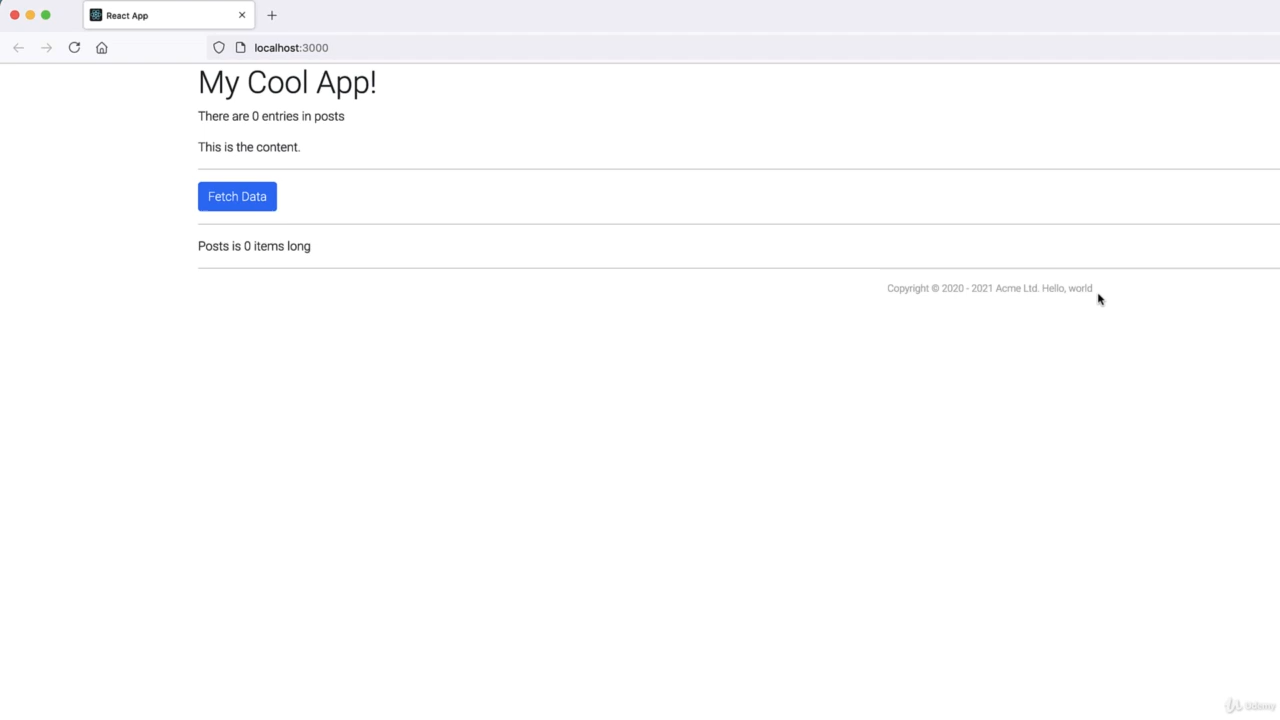 React App
localhost:3000
My Cool App!
There are 0 entries in posts
This is the content.
Fetch Data
Posts is 0 items long
Copyright © 2020 - 2021 Acme Ltd. Hello, world
Udemy